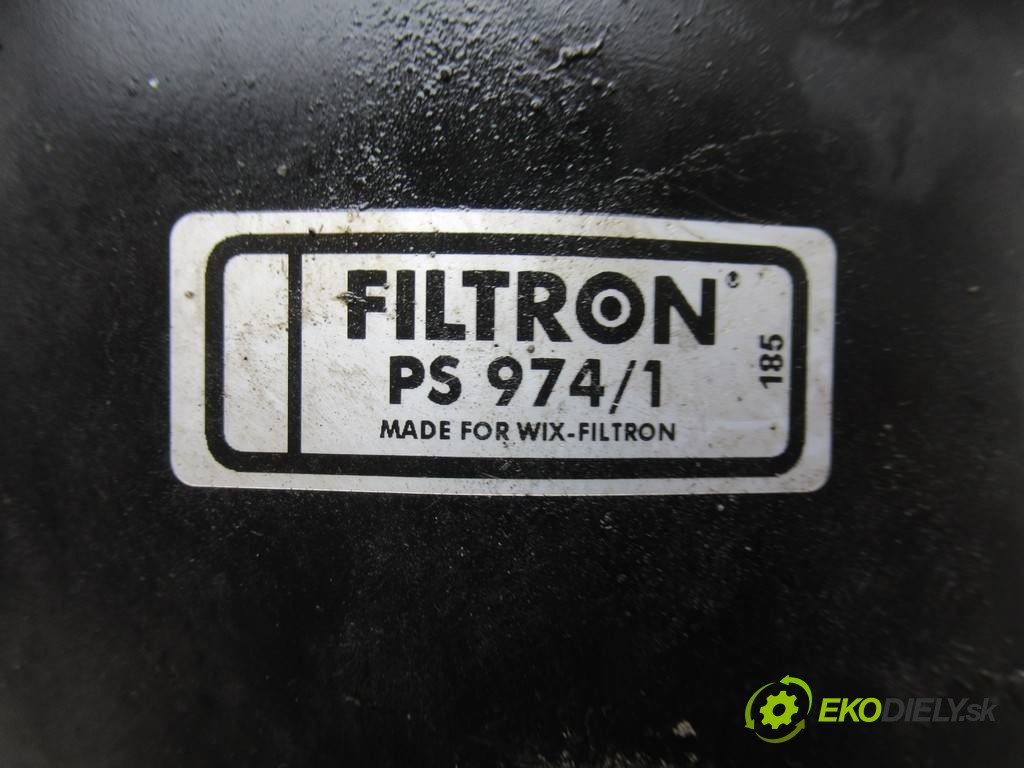 FILTRON®
PS 974/1
MADE FOR WIX-FILTRON
185
EKODIELY.sk